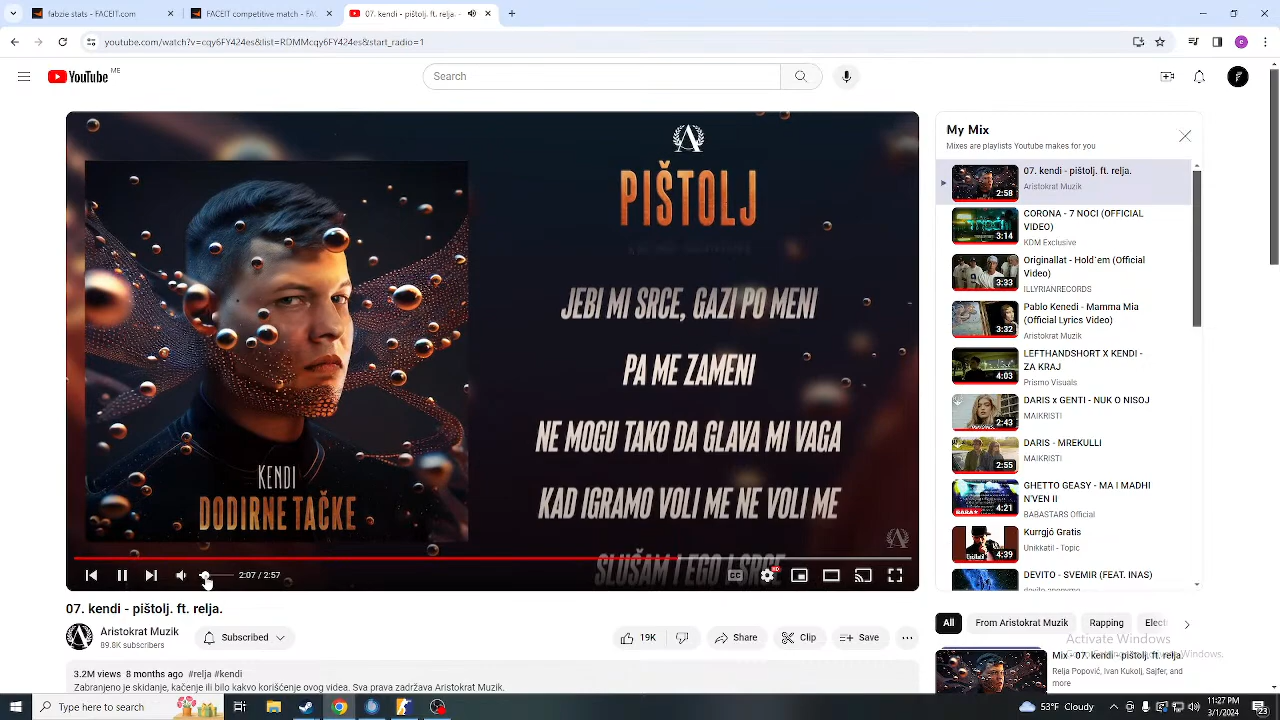 fabzie stats - FACEIT.com
FACEIT competitive match - FA
07. kendi - pištolj. ft. relja. -
youtube.com/watch?v=cqy6FY424es&list=RDMMcqy6FY424es&start_radio=1
YouTube ME
Search
PIŠTOLJ
JEBI MI SRCE, GAZI PO MENI
PA ME ZAMENI
NE MOGU TAKO DA GLAVA MI VAGA
KAD IGRAMO VOLI ME NE VOLI ME
KENDI
DODIRNE TAČKE
2:07 / 2:57
CC
HD
My Mix
Mixes are playlists Youtube makes for you
07. kendi - pištolj. ft. relja.
Aristokrat Muzik
2:58
CORONA - 7 NOCI (OFFICIAL
VIDEO)
KDM Exclusive
3:14
Originallat - Hold`em (Official
Video)
ILLYRIANRECORDS
3:33
Pablo Kenedi - Mamma Mia
(Official Lyrics Video)
Aristokrat Muzik
3:32
LEFTHANDSHORT X KENDI -
ZA KRAJ
Prismo Visuals
4:03
DARIS x GENTI - NUK O NISOJ
MAIKRISTI
2:43
DARIS - MREKULLI
MAIKRISTI
2:55
GHETTO GEASY - MA I MADHI
N'VEN II
BABASTARS Official
4:21
Kurrgjó Gratis
Unikkatil - Topic
4:39
DEVITO - SVEMIR (FEAT. INAS)
07. kendi - pištolj. ft. relja.
Aristokrat Muzik
89.8K subscribers
Subscribed
19K
Share
Clip
Save
All
From Aristokrat Muzik
Rapping
Electi
Activate Windows
Mix - 07. kendi - pištolj. ft. relja.
Relja Popović, Ivan Kukolj, Sajfer, and
more
3.2M views 8 months ago #relja #kendi
Zabranjeno je skidanje, kačenje ili bilo kakvo korišćenje ovog videa. Sva prava zadržava Aristokrat Muzik.
Type here to search
53°F Cloudy
11:27 PM
3/1/2024